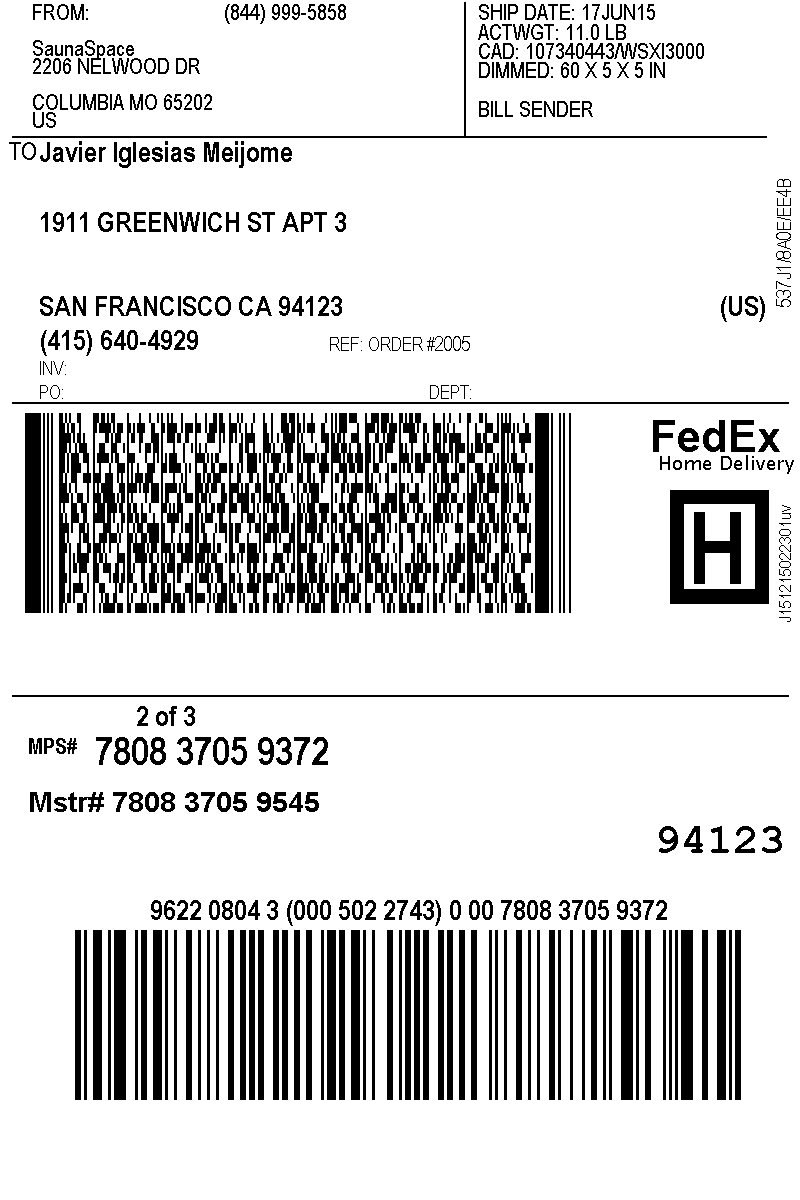 FROM: (844) 999-5858
SaunaSpace
2206 NELWOOD DR
COLUMBIA MO 65202
US
SHIP DATE: 17JUN15
ACTWGT: 11.0 LB
CAD: 107340443/WSXI3000
DIMMED: 60 X 5 X 5 IN
BILL SENDER
TO Javier Iglesias Meijome
1911 GREENWICH ST APT 3
SAN FRANCISCO CA 94123 (US)
(415) 640-4929 REF: ORDER #2005
INV:
PO: DEPT:
537J1/8A0E/EE4B
FedEx
Home Delivery
H
J151215022301uv
2 of 3
MPS# 7808 3705 9372
Mstr# 7808 3705 9545
94123
9622 0804 3 (000 502 2743) 0 00 7808 3705 9372